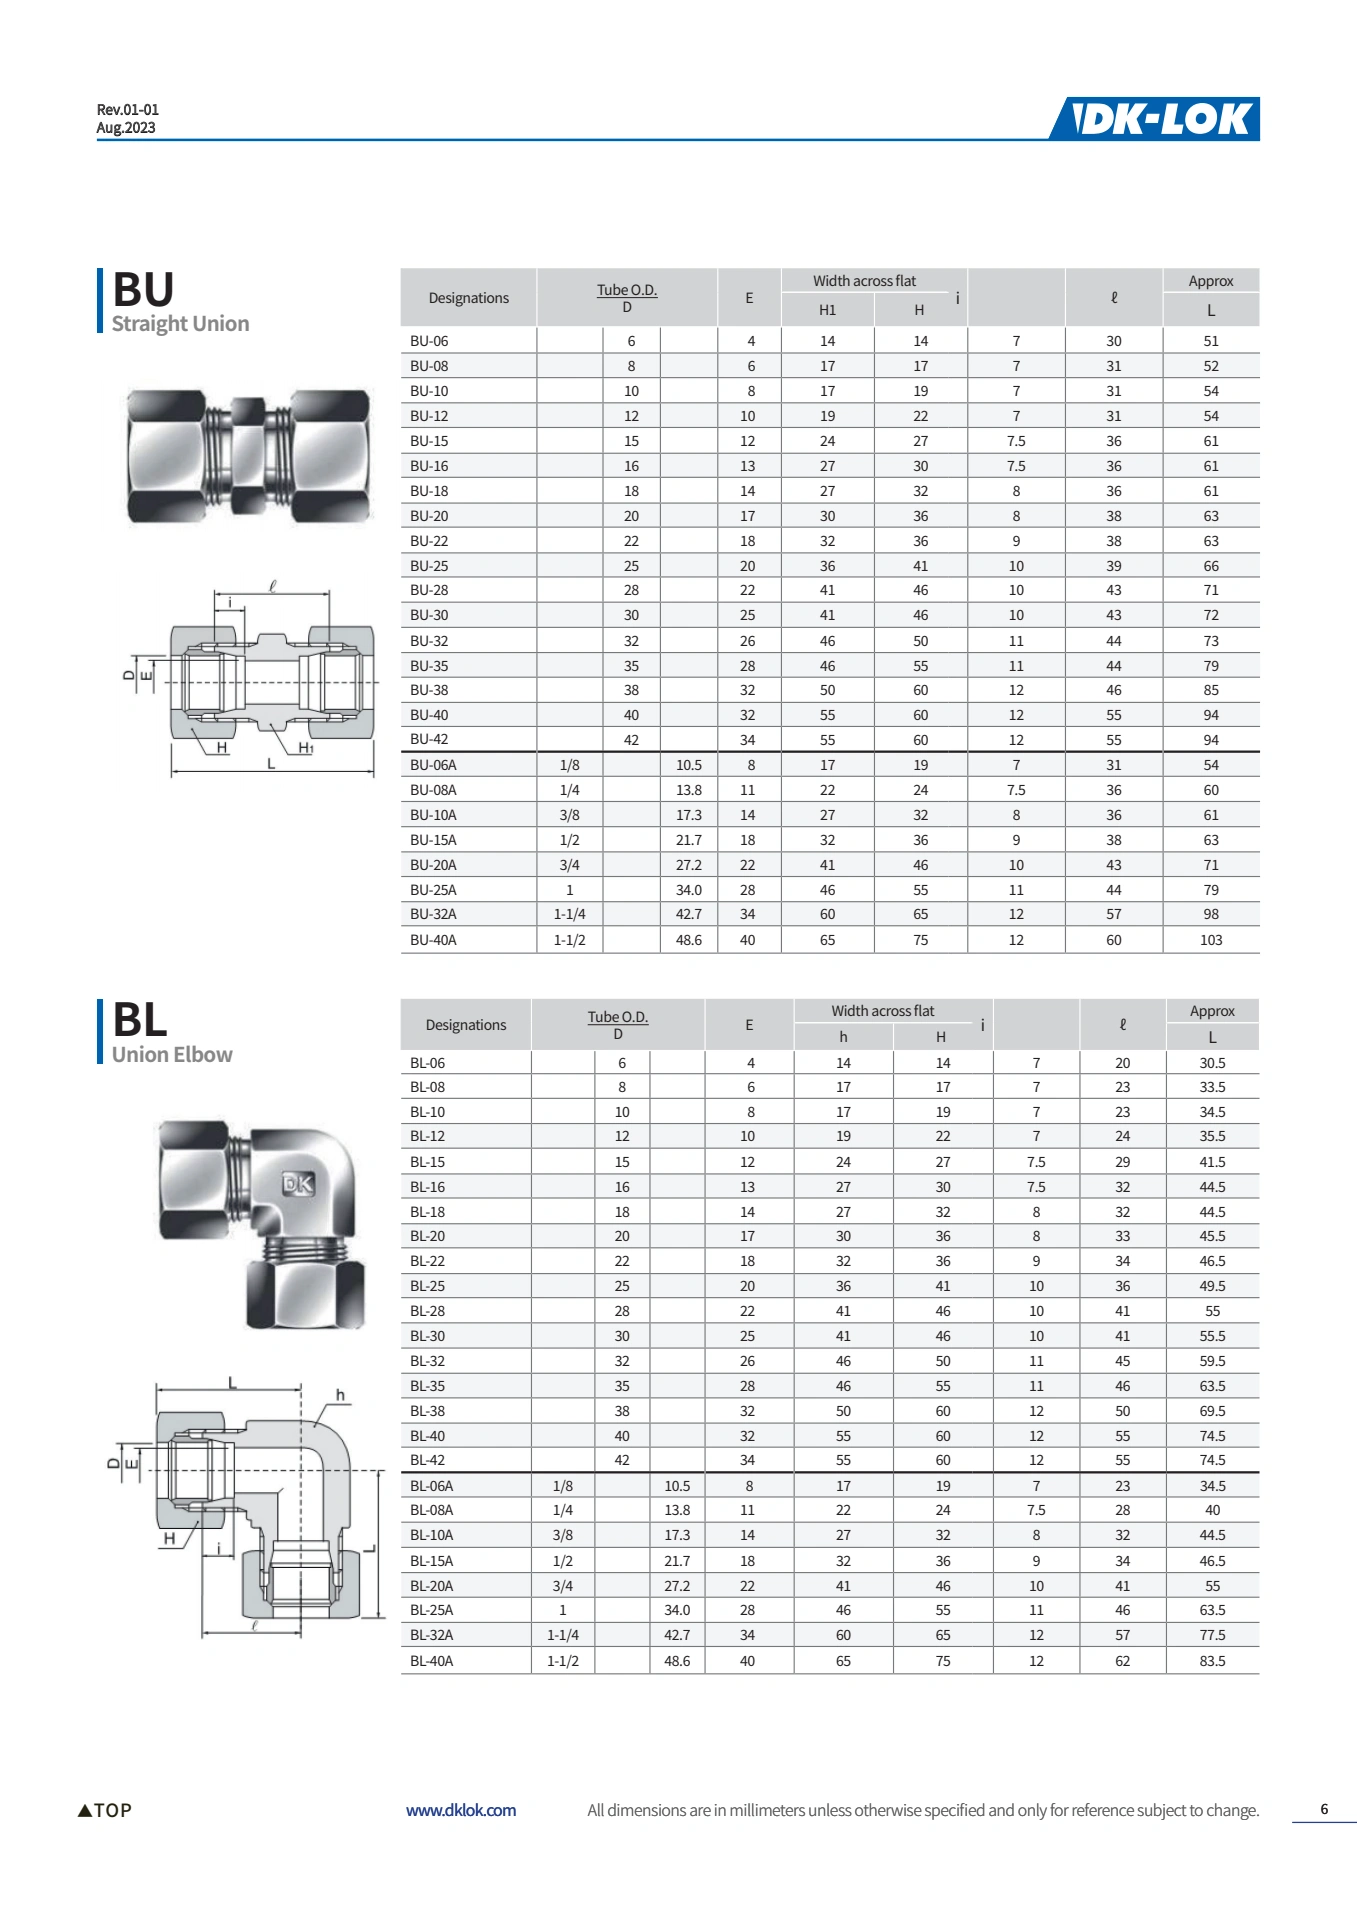 Rev.01-01
Aug.2023
DK-LOK
BU
Straight Union
ℓ
i
D
E
H
H1
L
Designations Tube O.D. D E Width across flat H1 H i ℓ Approx L
BU-06 6 4 14 14 7 30 51
BU-08 8 6 17 17 7 31 52
BU-10 10 8 17 19 7 31 54
BU-12 12 10 19 22 7 31 54
BU-15 15 12 24 27 7.5 36 61
BU-16 16 13 27 30 7.5 36 61
BU-18 18 14 27 32 8 36 61
BU-20 20 17 30 36 8 38 63
BU-22 22 18 32 36 9 38 63
BU-25 25 20 36 41 10 39 66
BU-28 28 22 41 46 10 43 71
BU-30 30 25 41 46 10 43 72
BU-32 32 26 46 50 11 44 73
BU-35 35 28 46 55 11 44 79
BU-38 38 32 50 60 12 46 85
BU-40 40 32 55 60 12 55 94
BU-42 42 34 55 60 12 55 94
BU-06A 1/8 10.5 8 17 19 7 31 54
BU-08A 1/4 13.8 11 22 24 7.5 36 60
BU-10A 3/8 17.3 14 27 32 8 36 61
BU-15A 1/2 21.7 18 32 36 9 38 63
BU-20A 3/4 27.2 22 41 46 10 43 71
BU-25A 1 34.0 28 46 55 11 44 79
BU-32A 1-1/4 42.7 34 60 65 12 57 98
BU-40A 1-1/2 48.6 40 65 75 12 60 103
BL
Union Elbow
DK
L
h
D
E
H
i
L
ℓ
Designations Tube O.D. D E Width across flat h H i ℓ Approx L
BL-06 6 4 14 14 7 20 30.5
BL-08 8 6 17 17 7 23 33.5
BL-10 10 8 17 19 7 23 34.5
BL-12 12 10 19 22 7 24 35.5
BL-15 15 12 24 27 7.5 29 41.5
BL-16 16 13 27 30 7.5 32 44.5
BL-18 18 14 27 32 8 32 44.5
BL-20 20 17 30 36 8 33 45.5
BL-22 22 18 32 36 9 34 46.5
BL-25 25 20 36 41 10 36 49.5
BL-28 28 22 41 46 10 41 55
BL-30 30 25 41 46 10 41 55.5
BL-32 32 26 46 50 11 45 59.5
BL-35 35 28 46 55 11 46 63.5
BL-38 38 32 50 60 12 50 69.5
BL-40 40 32 55 60 12 55 74.5
BL-42 42 34 55 60 12 55 74.5
BL-06A 1/8 10.5 8 17 19 7 23 34.5
BL-08A 1/4 13.8 11 22 24 7.5 28 40
BL-10A 3/8 17.3 14 27 32 8 32 44.5
BL-15A 1/2 21.7 18 32 36 9 34 46.5
BL-20A 3/4 27.2 22 41 46 10 41 55
BL-25A 1 34.0 28 46 55 11 46 63.5
BL-32A 1-1/4 42.7 34 60 65 12 57 77.5
BL-40A 1-1/2 48.6 40 65 75 12 62 83.5
▲TOP
www.dklok.com
All dimensions are in millimeters unless otherwise specified and only for reference subject to change.
6